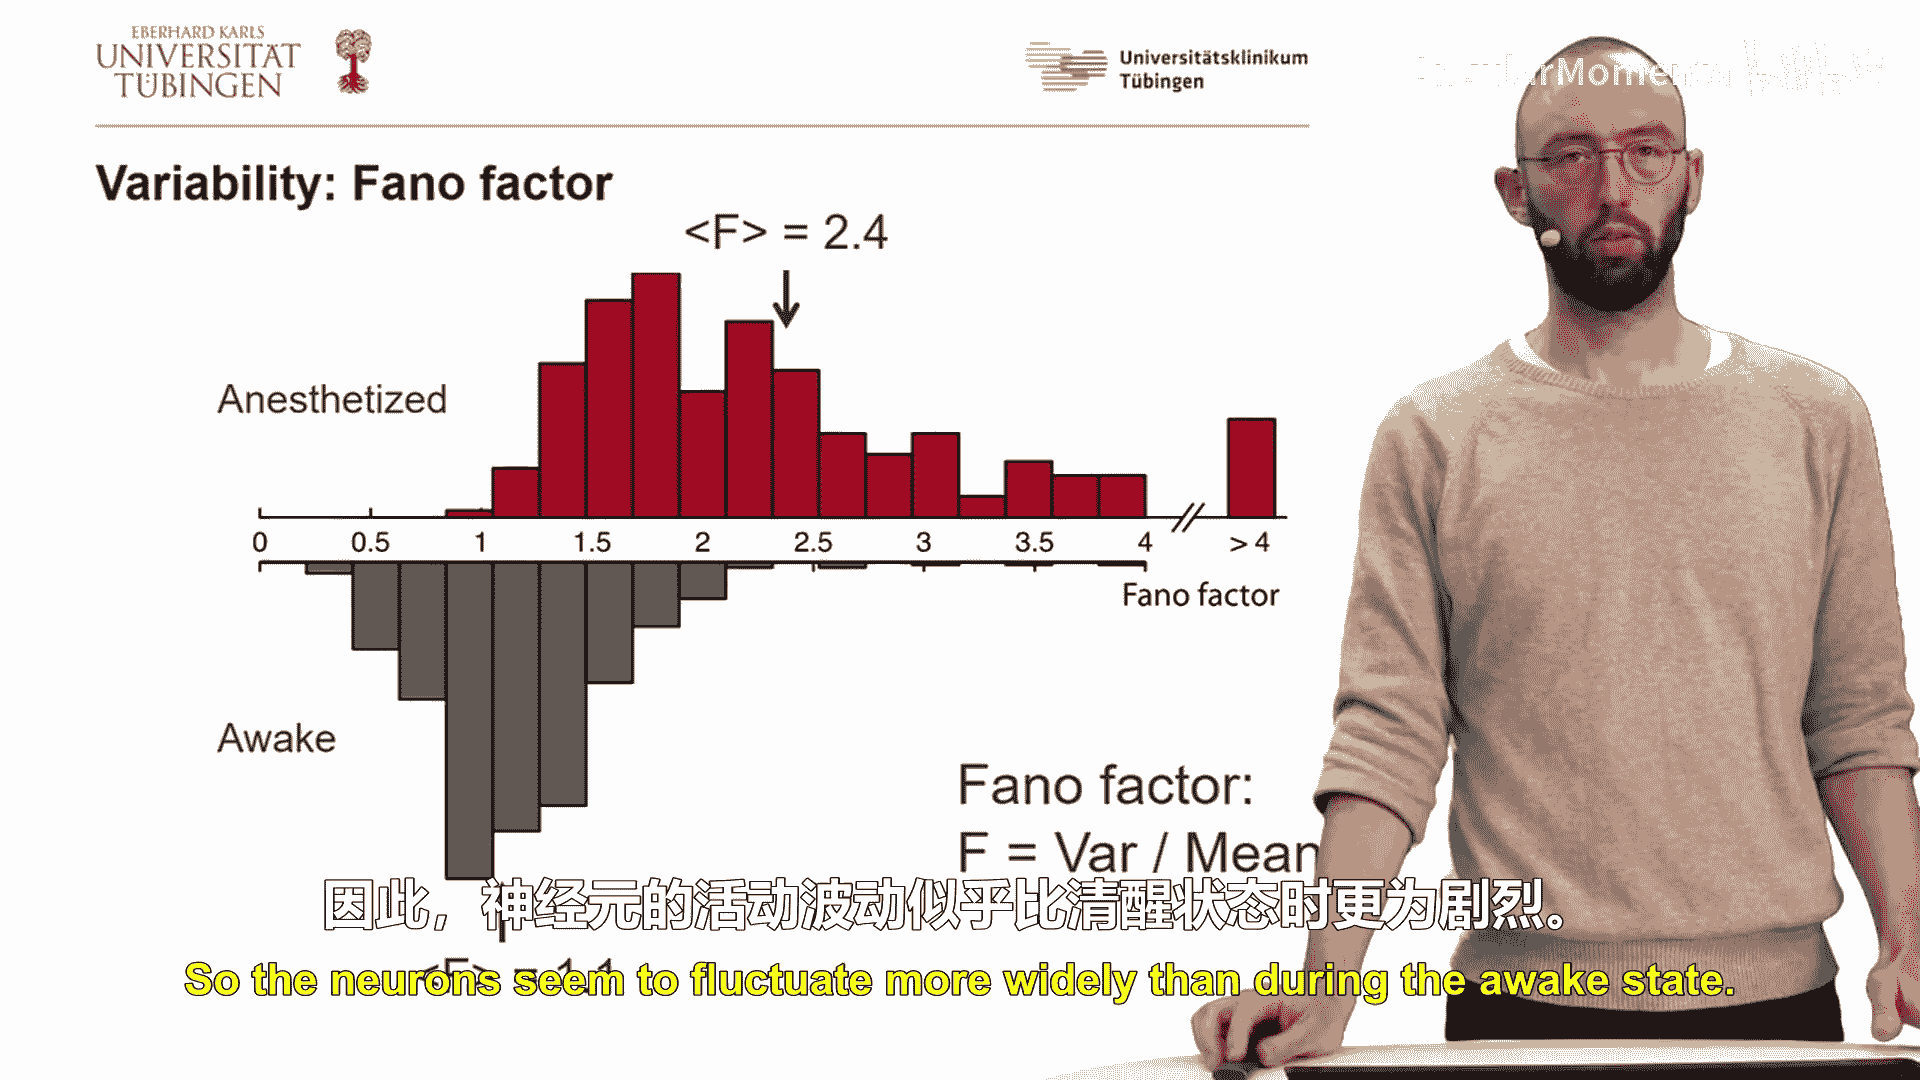 EBERHARD KARLS
UNIVERSITÄT
TÜBINGEN
Universitätsklinikum
Tübingen
Variability: Fano factor
<F> = 2.4
Anesthetized
0 0.5 1 1.5 2 2.5 3 3.5 4 > 4
Fano factor
Awake
Fano factor:
F = Var / Mean
因此，神经元的活动波动似乎比清醒状态时更为剧烈。
So the neurons seem to fluctuate more widely than during the awake state.